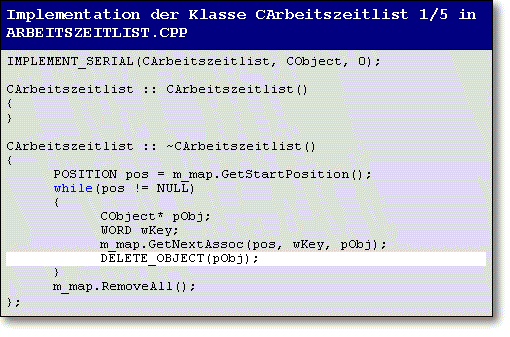 Implementation der Klasse CArbeitszeitlist 1/5 in
ARBEITSZEITLIST.CPP
IMPLEMENT_SERIAL(CArbeitszeitlist, CObject, 0);
CArbeitszeitlist :: CArbeitszeitlist()
{
}
CArbeitszeitlist :: ~CArbeitszeitlist()
{
POSITION pos = m_map.GetStartPosition();
while(pos != NULL)
{
CObject* pObj;
WORD wKey;
m_map.GetNextAssoc(pos, wKey, pObj);
DELETE_OBJECT(pObj);
}
m_map.RemoveAll();
};